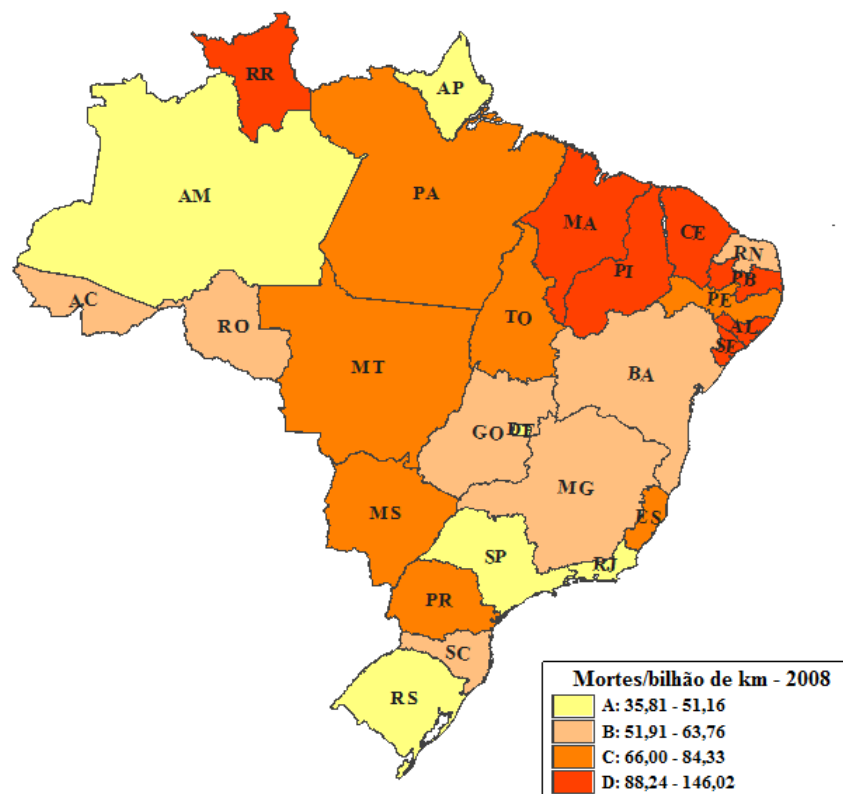 RR
AP
AM
PA
MA
CE
RN
PI
PB
AC
PE
TO
RO
AL
SE
MT
BA
GO
DF
MG
MS
ES
SP
RJ
PR
SC
RS
Mortes/bilhão de km - 2008
A: 35,81 - 51,16
B: 51,91 - 63,76
C: 66,00 - 84,33
D: 88,24 - 146,02